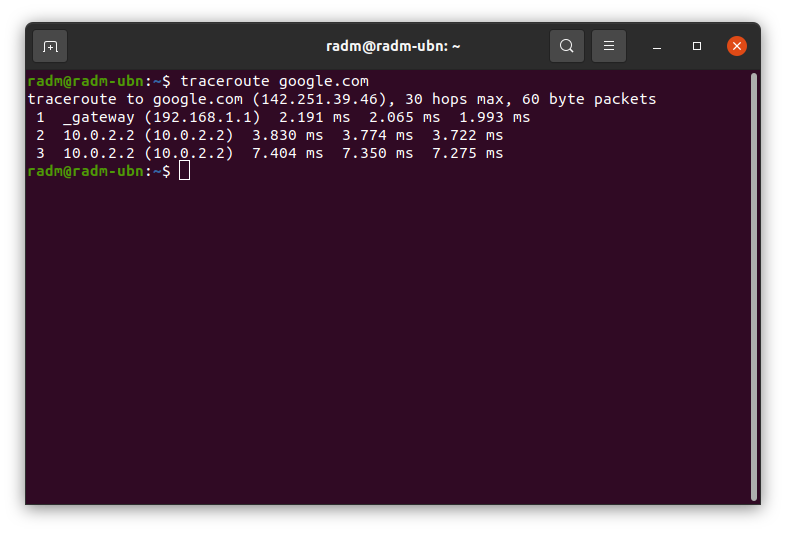 radm@radm-ubn: ~
radm@radm-ubn:~$ traceroute google.com
traceroute to google.com (142.251.39.46), 30 hops max, 60 byte packets
 1  _gateway (192.168.1.1)  2.191 ms  2.065 ms  1.993 ms
 2  10.0.2.2 (10.0.2.2)  3.830 ms  3.774 ms  3.722 ms
 3  10.0.2.2 (10.0.2.2)  7.404 ms  7.350 ms  7.275 ms
radm@radm-ubn:~$